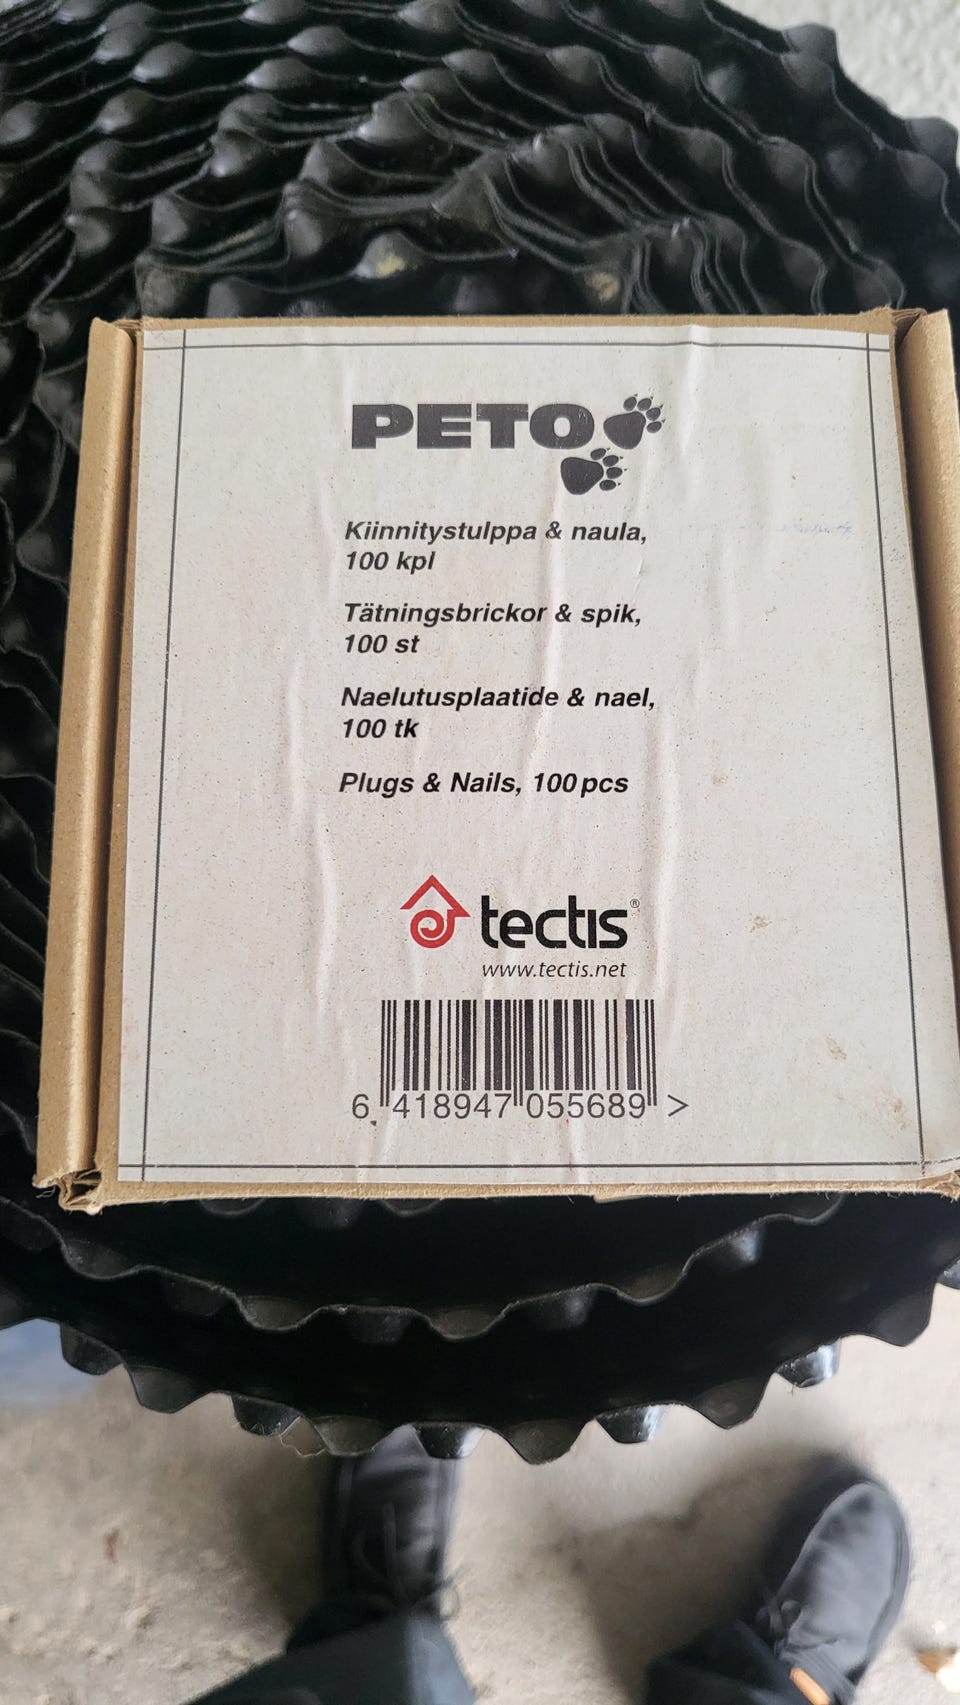 PETO
Kiinnitystulppa & naula,
100 kpl
Tätningsbrickor & spik,
100 st
Naelutusplaatide & nael,
100 tk
Plugs & Nails, 100 pcs
tectis®
www.tectis.net
6 418947 055689 >